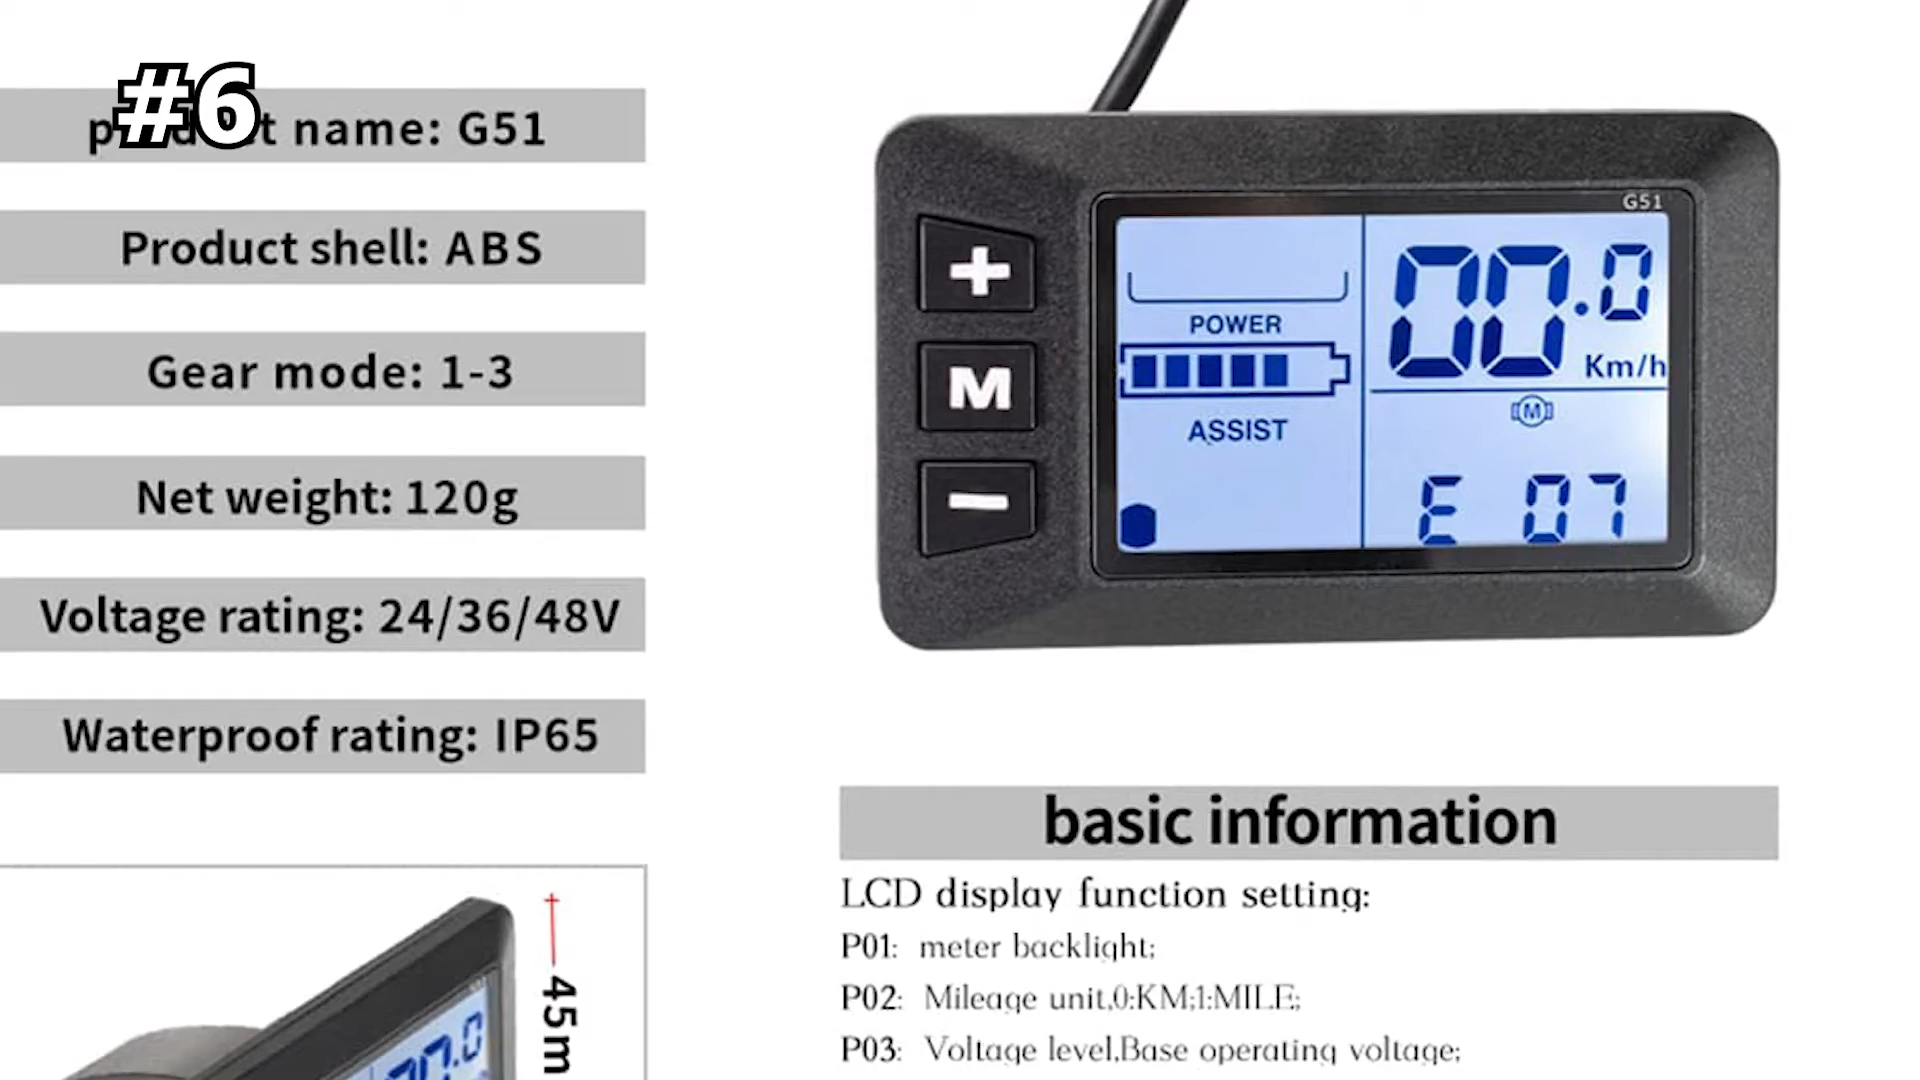 #6
product name: G51
Product shell: ABS
Gear mode: 1-3
Net weight: 120g
Voltage rating: 24/36/48V
Waterproof rating: IP65
45m
G51
+
M
−
POWER
ASSIST
00.0
Km/h
M
E 07
basic information
LCD display function setting:
P01: meter backlight;
P02: Mileage unit,0:KM;1:MILE;
P03: Voltage level,Base operating voltage;